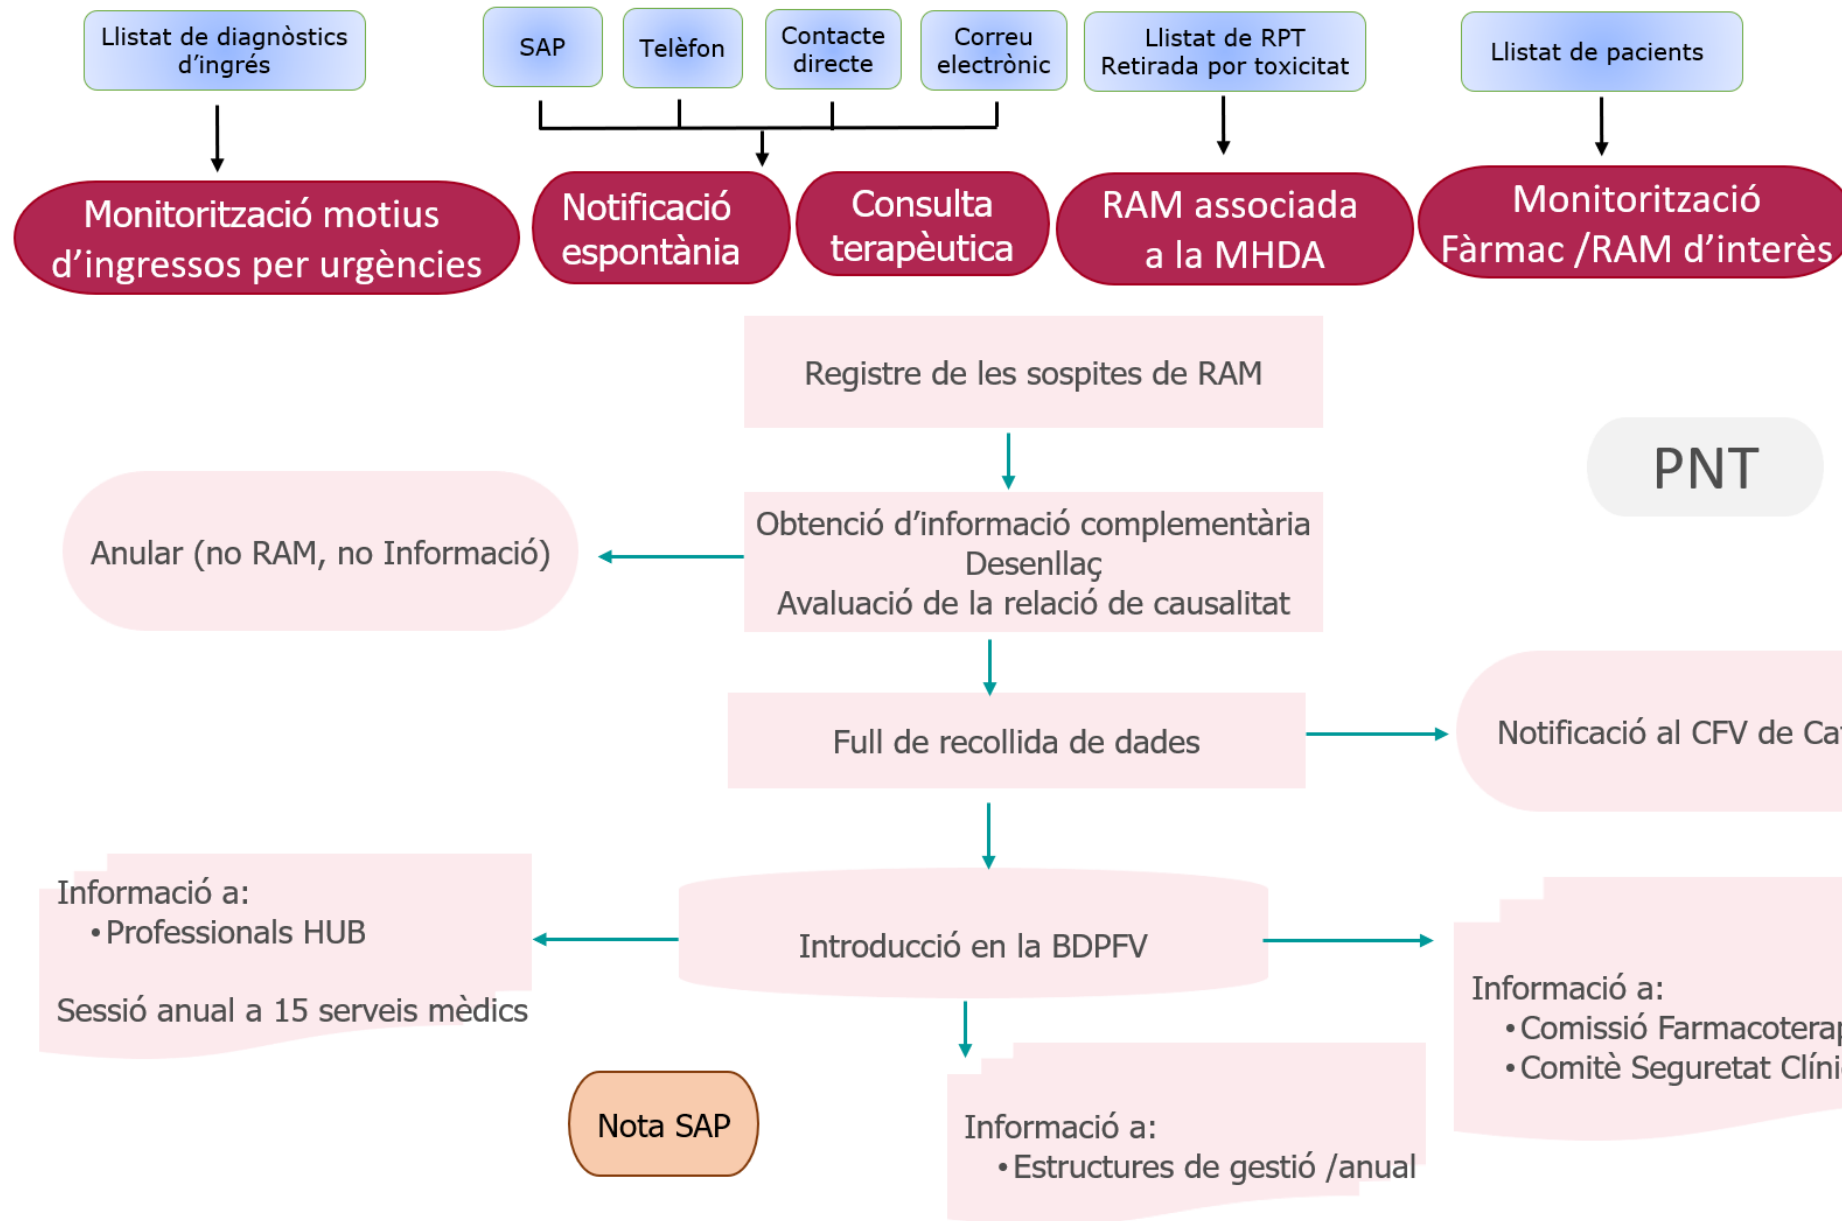 Llistat de diagnòstics
d'ingrés
SAP
Telèfon
Contacte
directe
Correu
electrònic
Llistat de RPT
Retirada por toxicitat
Llistat de pacients
Monitorització motius
d'ingressos per urgències
Notificació
espontània
Consulta
terapèutica
RAM associada
a la MHDA
Monitorització
Fàrmac /RAM d'interès
Registre de les sospites de RAM
PNT
Anular (no RAM, no Informació)
Obtenció d'informació complementària
Desenllaç
Avaluació de la relació de causalitat
Full de recollida de dades
Notificació al CFV de
Informació a:
•Professionals HUB
Sessió anual a 15 serveis mèdics
Introducció en la BDPFV
Informació a:
•Comissió
•Comitè Seguretat
Nota SAP
Informació a:
•Estructures de gestió /anual